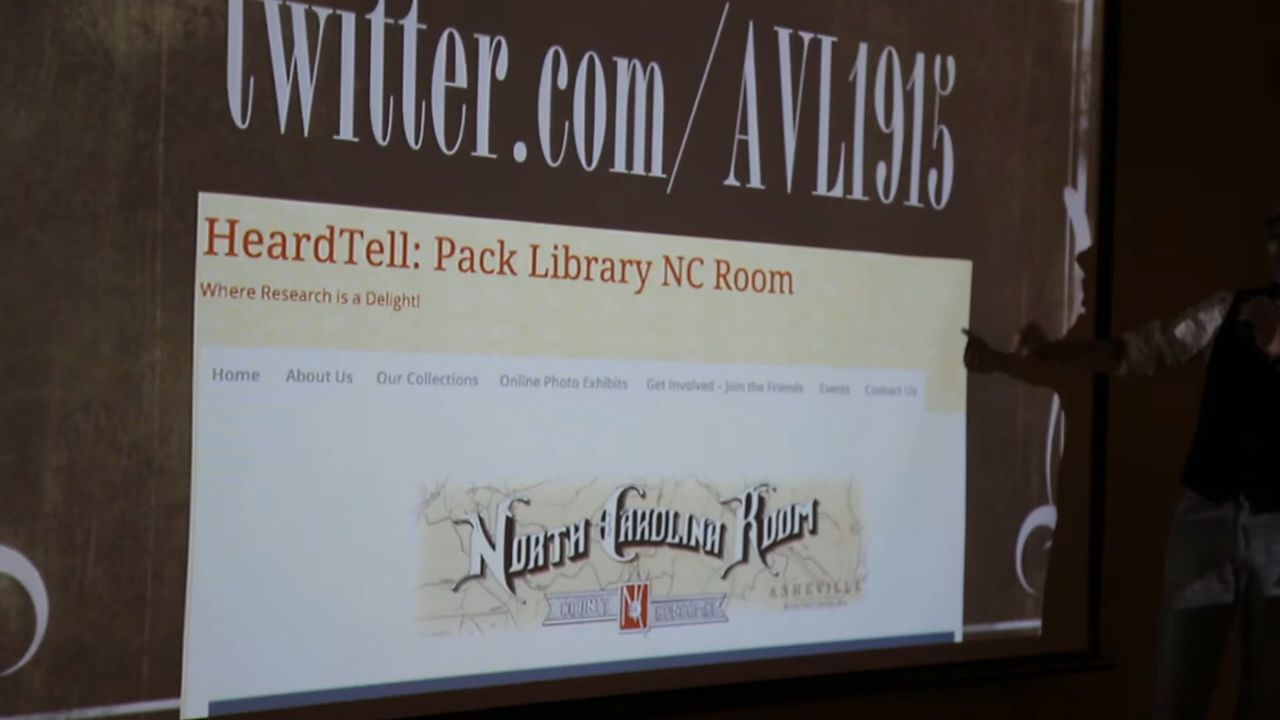 twitter.com/AVL1915
HeardTell: Pack Library NC Room
Where Research is a Delight!
Home About Us Our Collections Online Photo Exhibits Get Involved – Join the Friends Events Contact Us
NORTH CAROLINA ROOM
ASHEVILLE
COUNTY N